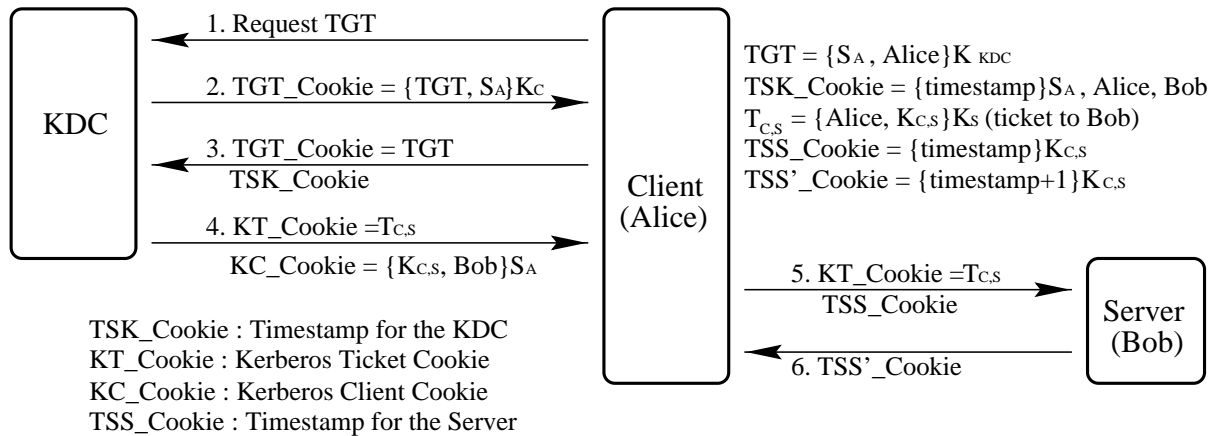 KDC
1. Request TGT
2. TGT_Cookie = {TGT, SA}KC
3. TGT_Cookie = TGT
TSK_Cookie
4. KT_Cookie =TC,S
KC_Cookie = {KC,S, Bob}SA
Client
(Alice)
TGT = {SA , Alice}K KDC
TSK_Cookie = {timestamp}SA , Alice, Bob
TC,S = {Alice, KC,S}KS (ticket to Bob)
TSS_Cookie = {timestamp}KC,S
TSS'_Cookie = {timestamp+1}KC,S
5. KT_Cookie =TC,S
TSS_Cookie
6. TSS'_Cookie
Server
(Bob)
TSK_Cookie : Timestamp for the KDC
KT_Cookie : Kerberos Ticket Cookie
KC_Cookie : Kerberos Client Cookie
TSS_Cookie : Timestamp for the Server